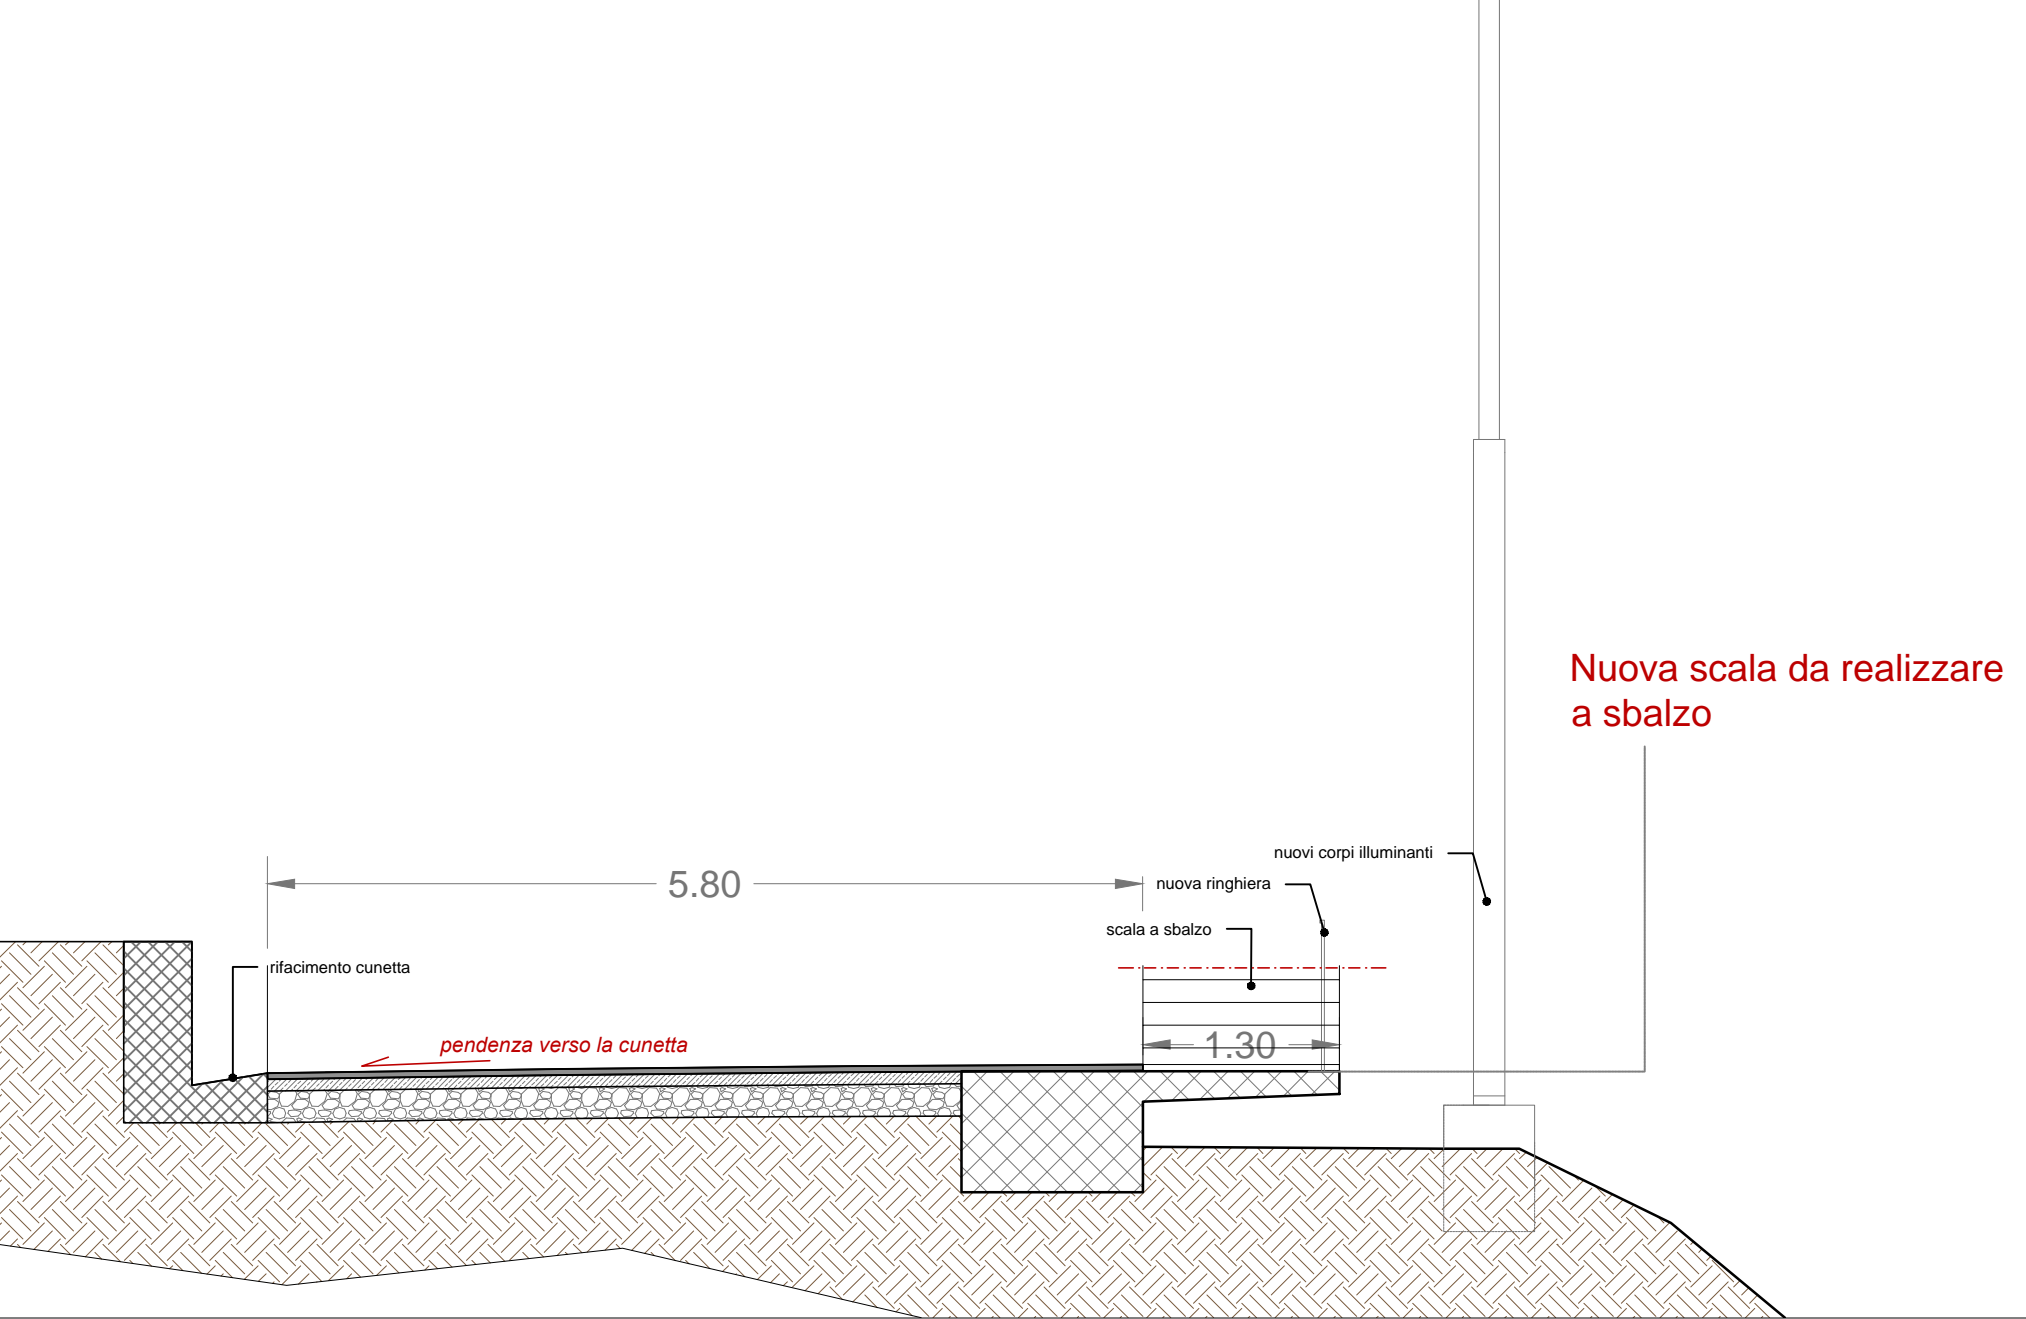 Nuova scala da realizzare
a sbalzo
nuovi corpi illuminanti
5.80
nuova ringhiera
scala a sbalzo
rifacimento cunetta
pendenza verso la cunetta
1.30